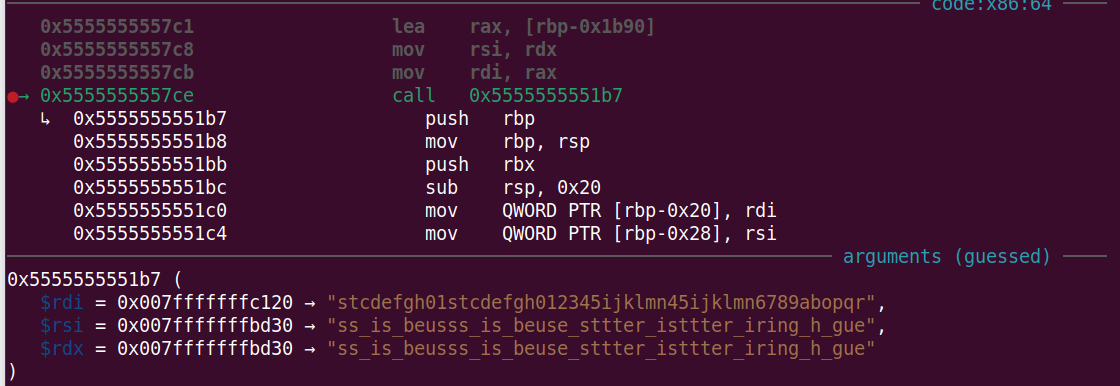 code:x86:64
0x5555555557c1 lea rax, [rbp-0x1b90]
0x5555555557c8 mov rsi, rdx
0x5555555557cb mov rdi, rax
●→ 0x5555555557ce call 0x5555555551b7
↳ 0x5555555551b7 push rbp
0x5555555551b8 mov rbp, rsp
0x5555555551bb push rbx
0x5555555551bc sub rsp, 0x20
0x5555555551c0 mov QWORD PTR [rbp-0x20], rdi
0x5555555551c4 mov QWORD PTR [rbp-0x28], rsi
arguments (guessed)
0x5555555551b7 (
$rdi = 0x007fffffffc120 → "stcdefgh01stcdefgh012345ijklmn45ijklmn6789abopqr",
$rsi = 0x007fffffffbd30 → "ss_is_beusss_is_beuse_sttter_isttter_iring_h_gue",
$rdx = 0x007fffffffbd30 → "ss_is_beusss_is_beuse_sttter_isttter_iring_h_gue"
)